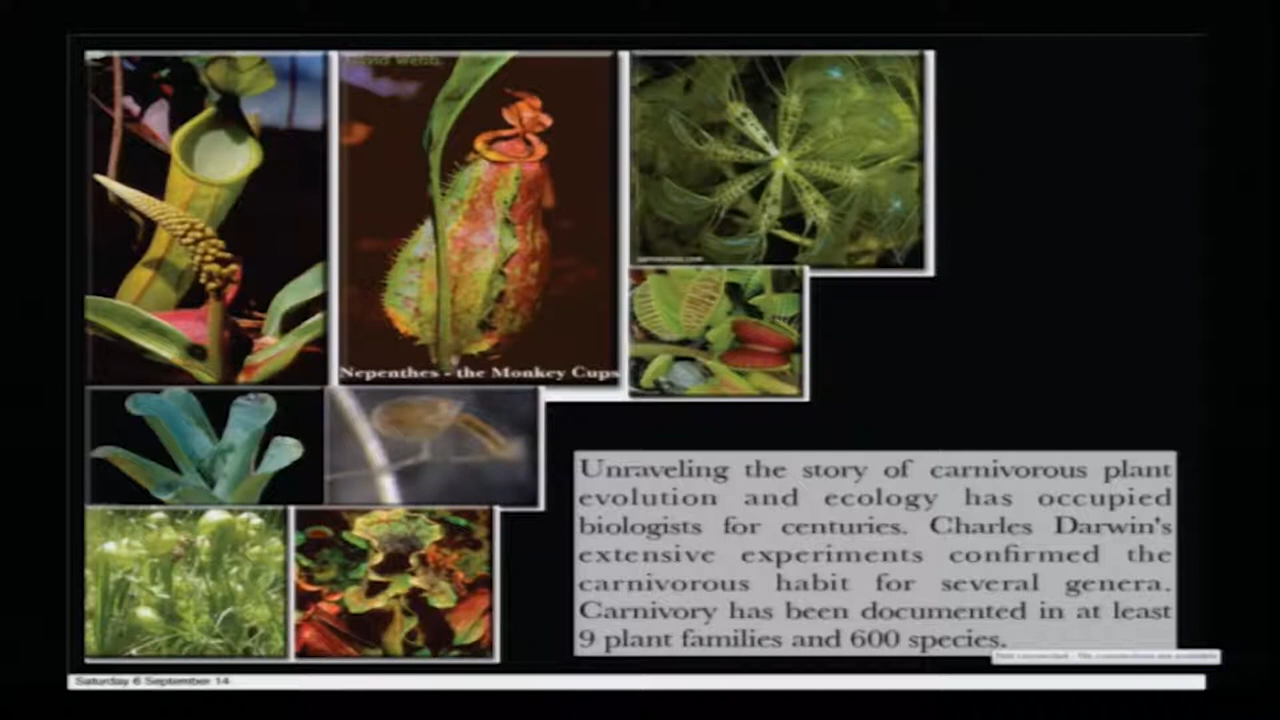 David Webb
Nepenthes - the Monkey Cups
Unraveling the story of carnivorous plant
evolution and ecology has occupied
biologists for centuries. Charles Darwin's
extensive experiments confirmed the
carnivorous habit for several genera.
Carnivory has been documented in at least
9 plant families and 600 species.
Saturday 6 September 14